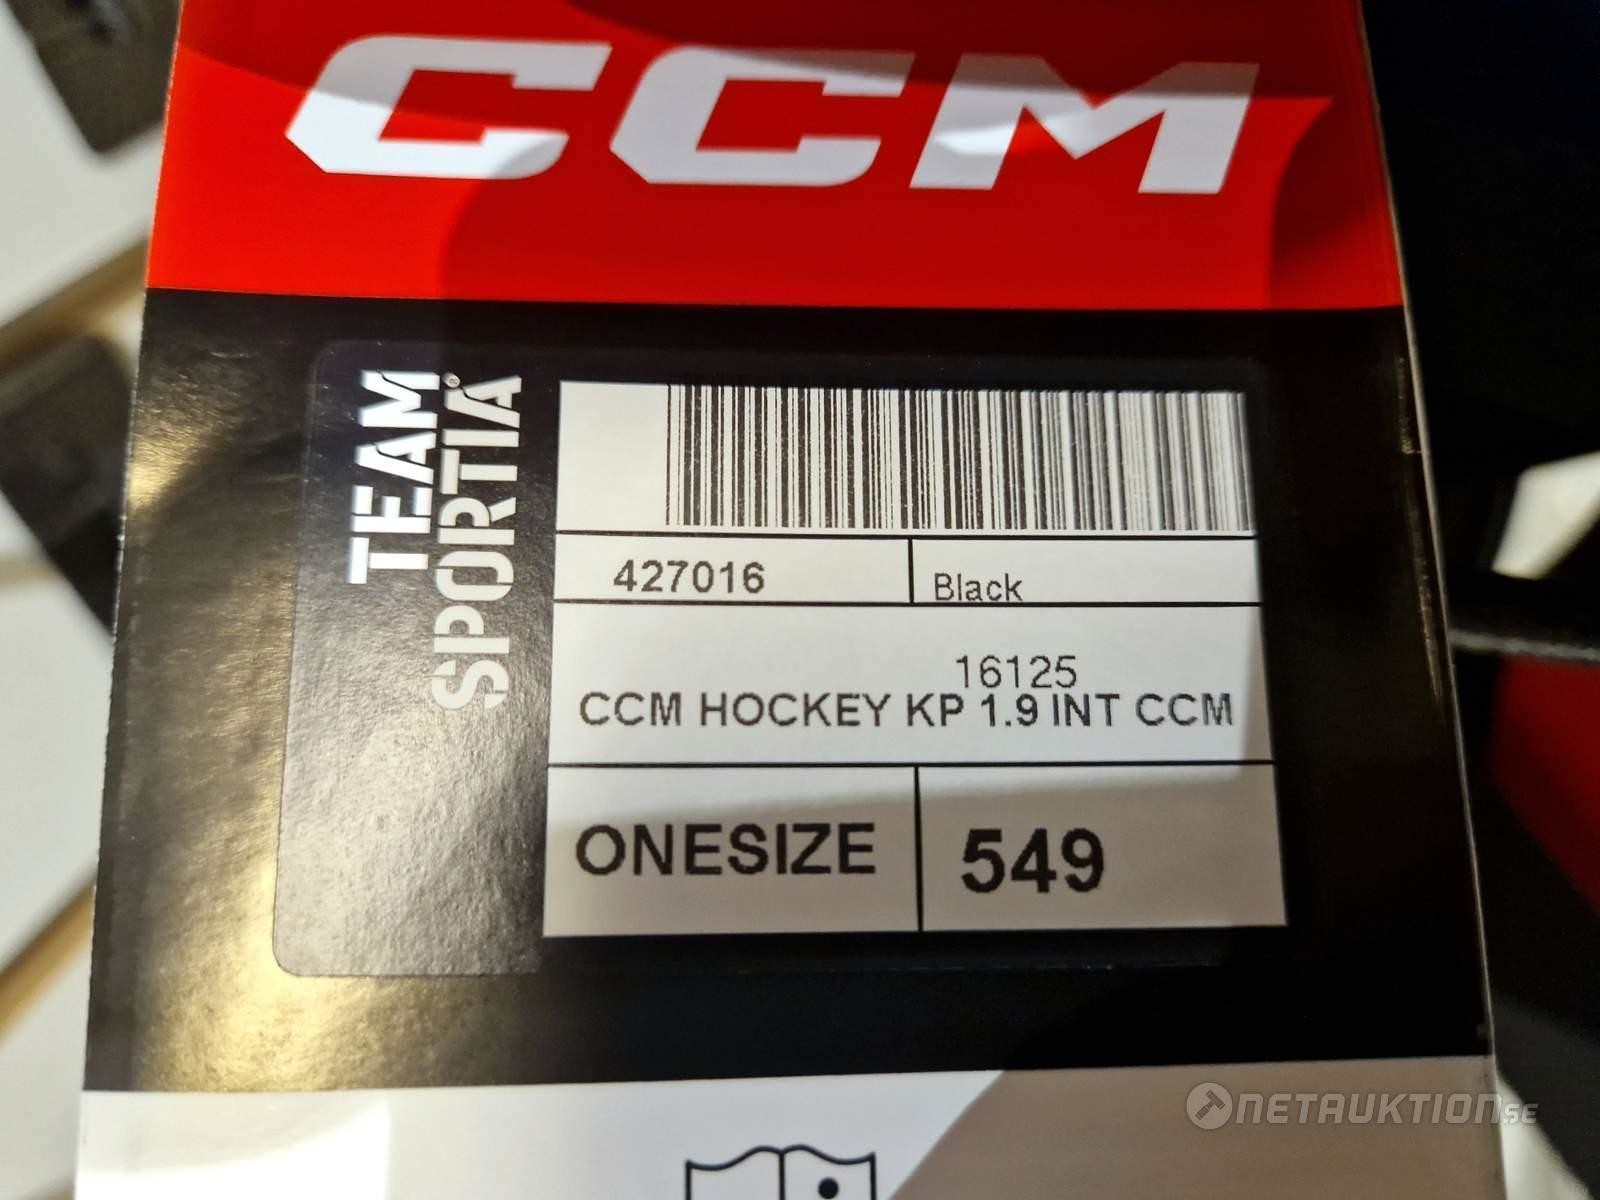 CCM
TEAM
SPORTIA®
427016
Black
16125
CCM HOCKEY KP 1.9 INT CCM
ONESIZE
549
NETAUKTION.SE